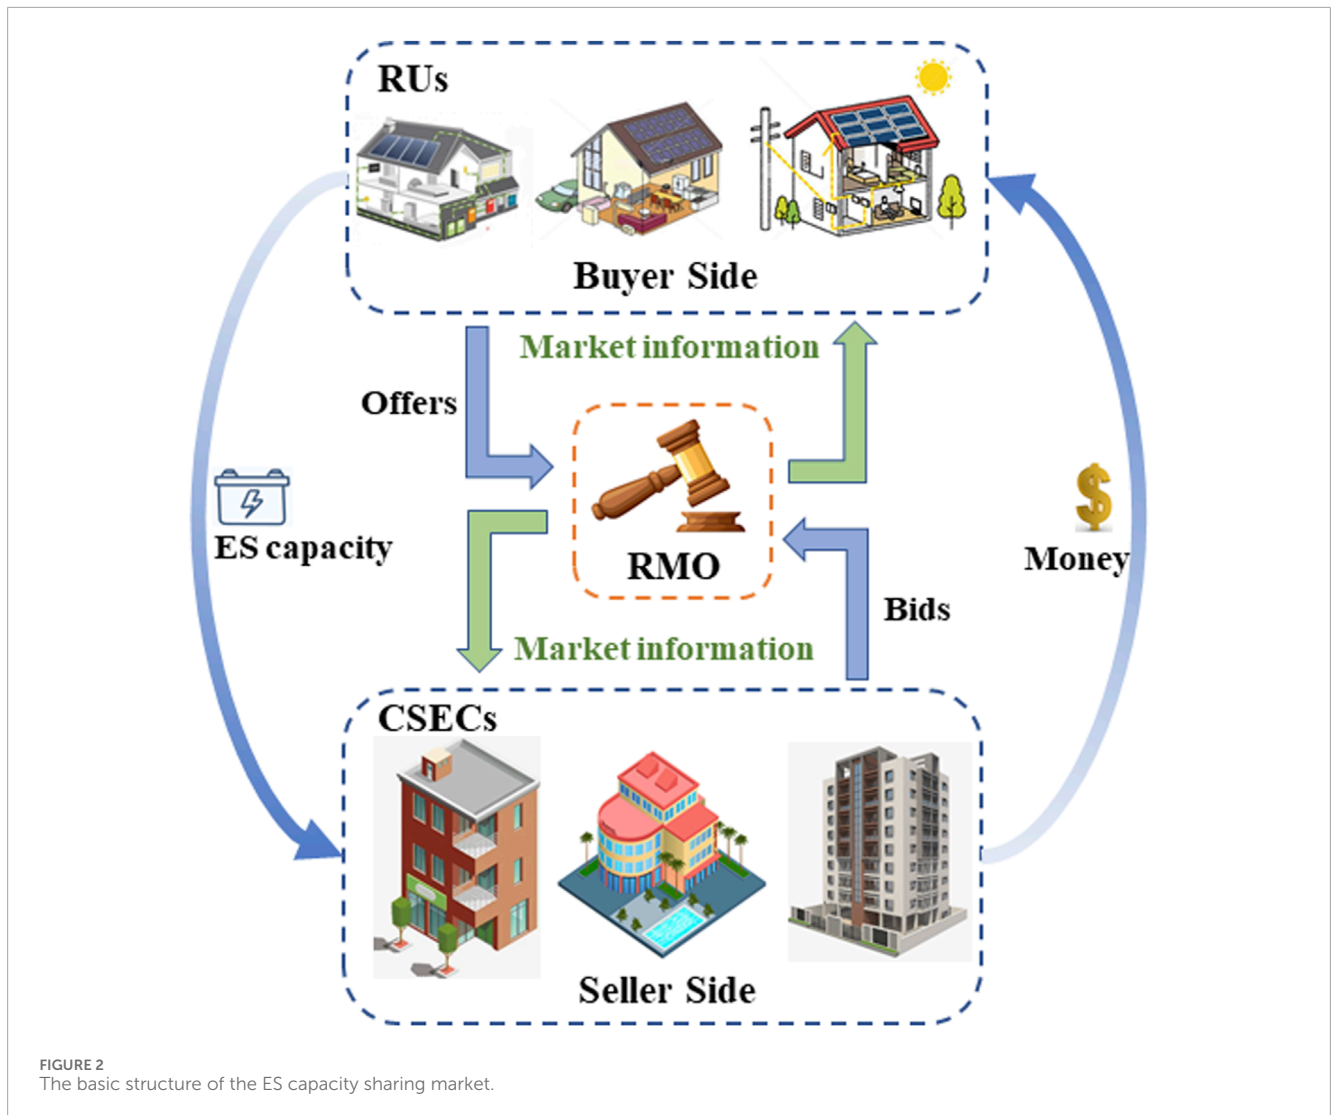 RUs
Buyer Side
Market information
Offers
ES capacity
RMO
Money
Bids
Market information
CSECs
Seller Side
FIGURE 2
The basic structure of the ES capacity sharing market.